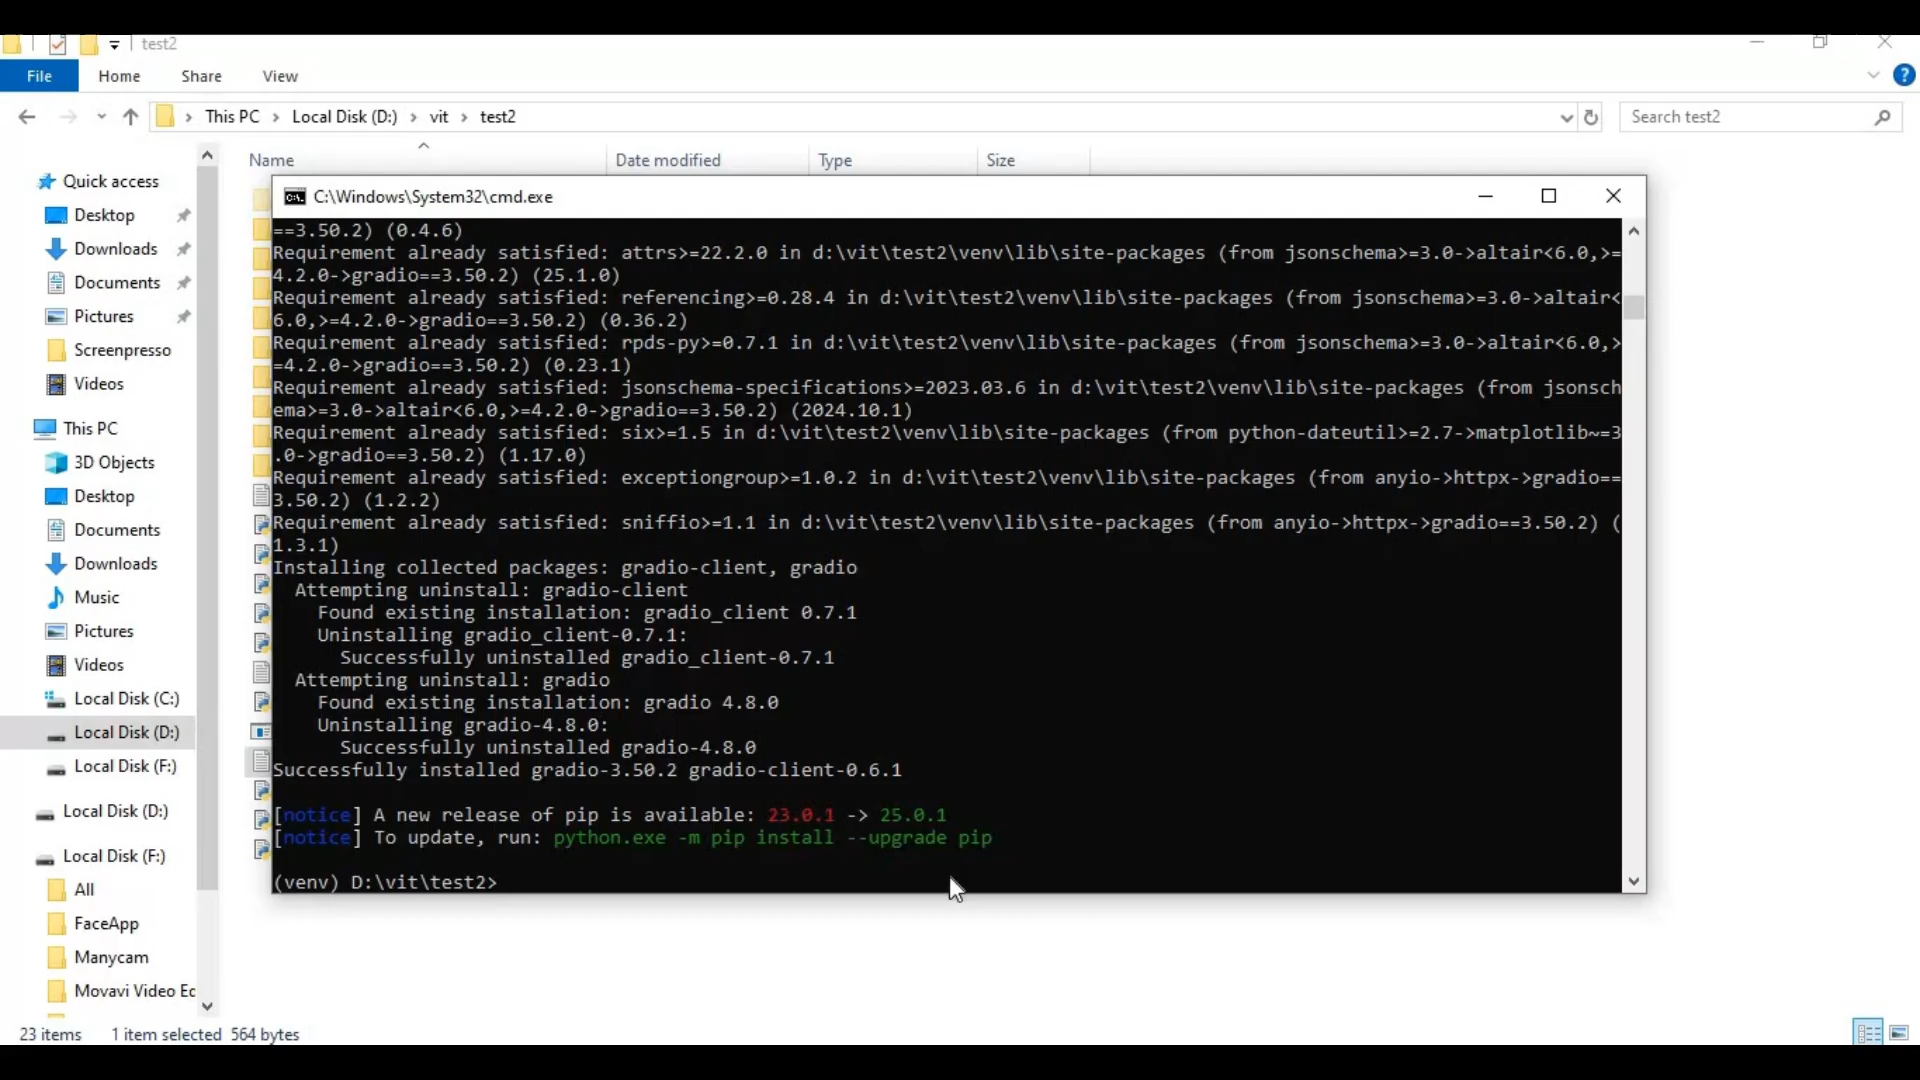 test2
File Home Share View
This PC > Local Disk (D:) > vit > test2
Search test2
Name Date modified Type Size
Quick access
Desktop
Downloads
Documents
Pictures
Screenpresso
Videos
This PC
3D Objects
Desktop
Documents
Downloads
Music
Pictures
Videos
Local Disk (C:)
Local Disk (D:)
Local Disk (F:)
Local Disk (D:)
Local Disk (F:)
All
FaceApp
Manycam
Movavi Video Ec
C:\Windows\System32\cmd.exe
==3.50.2) (0.4.6)
Requirement already satisfied: attrs>=22.2.0 in d:\vit\test2\venv\lib\site-packages (from jsonschema>=3.0->altair<6.0,>=
4.2.0->gradio==3.50.2) (25.1.0)
Requirement already satisfied: referencing>=0.28.4 in d:\vit\test2\venv\lib\site-packages (from jsonschema>=3.0->altair<
6.0,>=4.2.0->gradio==3.50.2) (0.36.2)
Requirement already satisfied: rpds-py>=0.7.1 in d:\vit\test2\venv\lib\site-packages (from jsonschema>=3.0->altair<6.0,>
=4.2.0->gradio==3.50.2) (0.23.1)
Requirement already satisfied: jsonschema-specifications>=2023.03.6 in d:\vit\test2\venv\lib\site-packages (from jsonsch
ema>=3.0->altair<6.0,>=4.2.0->gradio==3.50.2) (2024.10.1)
Requirement already satisfied: six>=1.5 in d:\vit\test2\venv\lib\site-packages (from python-dateutil>=2.7->matplotlib~=3
.0->gradio==3.50.2) (1.17.0)
Requirement already satisfied: exceptiongroup>=1.0.2 in d:\vit\test2\venv\lib\site-packages (from anyio->httpx->gradio==
3.50.2) (1.2.2)
Requirement already satisfied: sniffio>=1.1 in d:\vit\test2\venv\lib\site-packages (from anyio->httpx->gradio==3.50.2) (
1.3.1)
Installing collected packages: gradio-client, gradio
Attempting uninstall: gradio-client
Found existing installation: gradio_client 0.7.1
Uninstalling gradio_client-0.7.1:
Successfully uninstalled gradio_client-0.7.1
Attempting uninstall: gradio
Found existing installation: gradio 4.8.0
Uninstalling gradio-4.8.0:
Successfully uninstalled gradio-4.8.0
Successfully installed gradio-3.50.2 gradio-client-0.6.1
[notice] A new release of pip is available: 23.0.1 -> 25.0.1
[notice] To update, run: python.exe -m pip install --upgrade pip
(venv) D:\vit\test2>
23 items 1 item selected 564 bytes